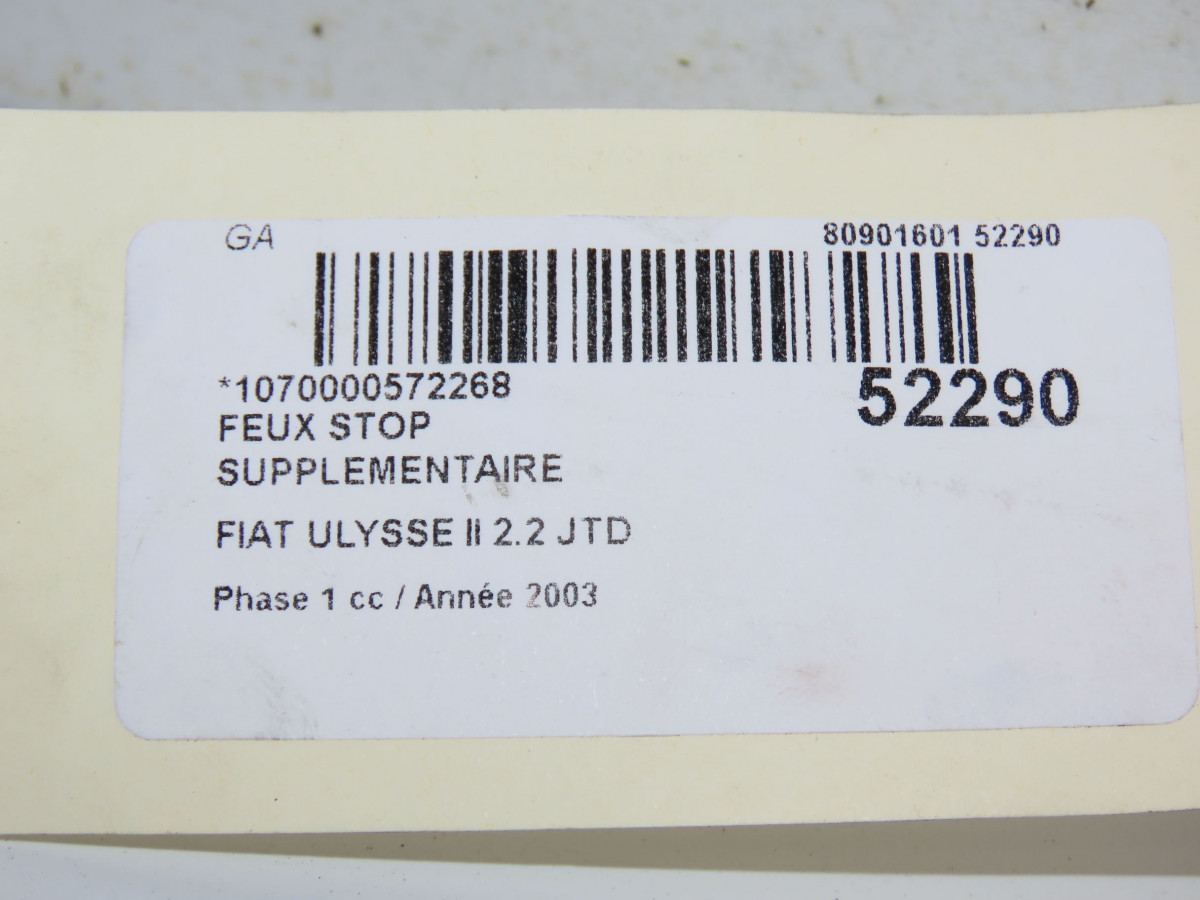 GA
80901601 52290
*1070000572268
52290
FEUX STOP
SUPPLEMENTAIRE
FIAT ULYSSE II 2.2 JTD
Phase 1 cc / Année 2003